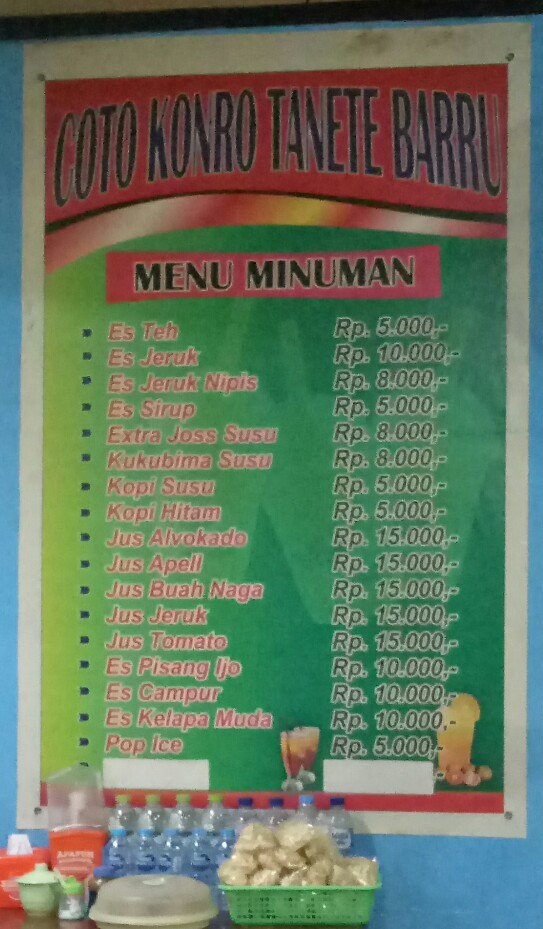 COTO KONRO TANETE BARRU
MENU MINUMAN
Es Teh Rp. 5.000,-
Es Jeruk Rp. 10.000,-
Es Jeruk Nipis Rp. 8.000,-
Es Sirup Rp. 5.000,-
Extra Joss Susu Rp. 8.000,-
Kukubima Susu Rp. 8.000,-
Kopi Susu Rp. 5.000,-
Kopi Hitam Rp. 5.000,-
Jus Alvokado Rp. 15.000,-
Jus Apell Rp. 15.000,-
Jus Buah Naga Rp. 15.000,-
Jus Jeruk Rp. 15.000,-
Jus Tomato Rp. 15.000,-
Es Pisang Ijo Rp. 10.000,-
Es Campur Rp. 10.000,-
Es Kelapa Muda Rp. 10.000,-
Pop Ice Rp. 5.000,-